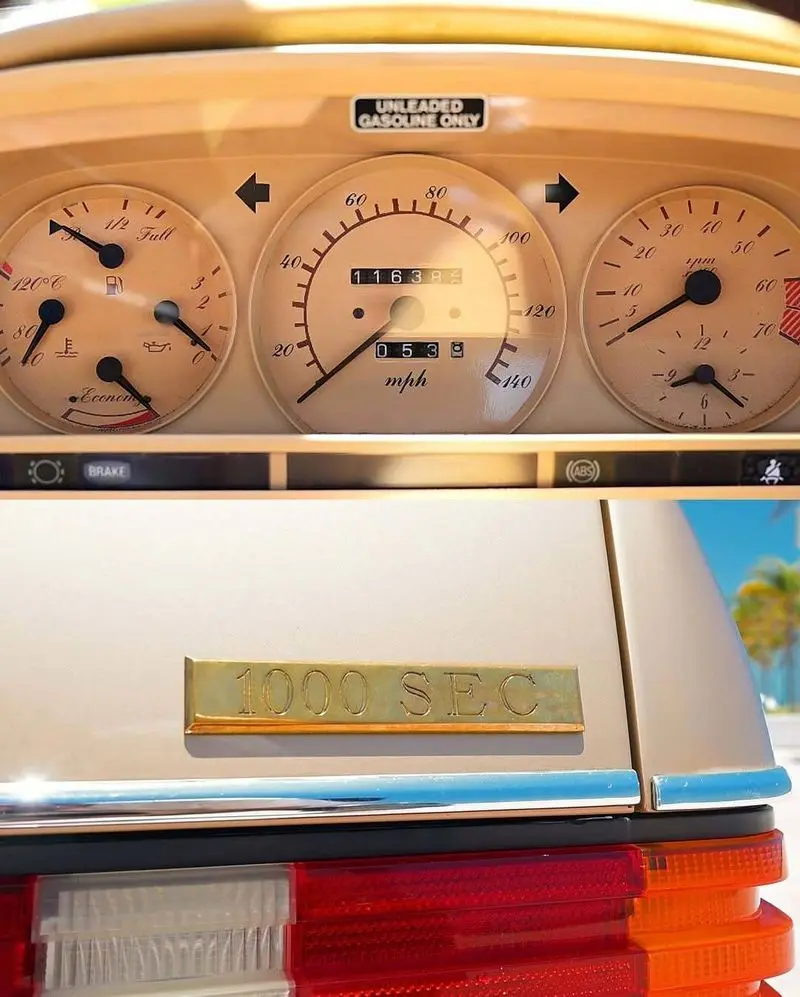 UNLEADED
GASOLINE ONLY
1/2 Full
120°C
80
3
2
1
0
Economy
20
40
60
80
100
120
140
11638
053
mph
5
10
20
30
40
50
60
70
rpm
12
3
6
9
BRAKE
ABS
1000 SEC